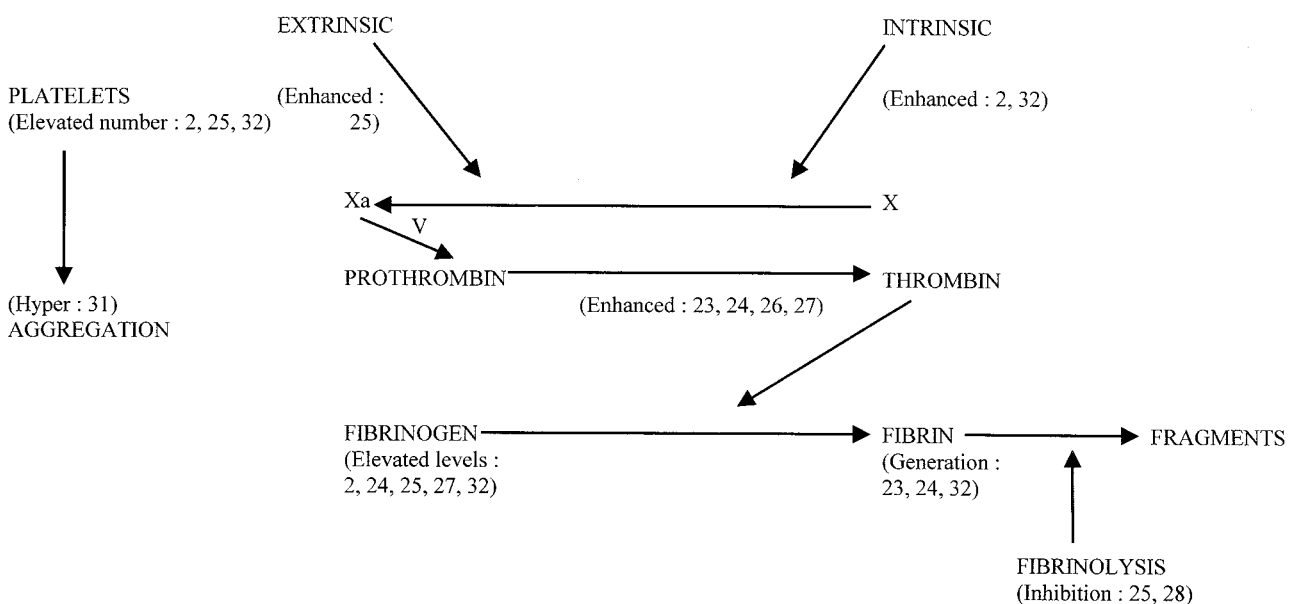 EXTRINSIC
INTRINSIC
PLATELETS
(Elevated number : 2, 25, 32)
(Enhanced :
25)
(Enhanced : 2, 32)
Xa
X
V
PROTHROMBIN
THROMBIN
(Enhanced : 23, 24, 26, 27)
(Hyper : 31)
AGGREGATION
FIBRINOGEN
(Elevated levels :
2, 24, 25, 27, 32)
FIBRIN
(Generation :
23, 24, 32)
FRAGMENTS
FIBRINOLYSIS
(Inhibition : 25, 28)